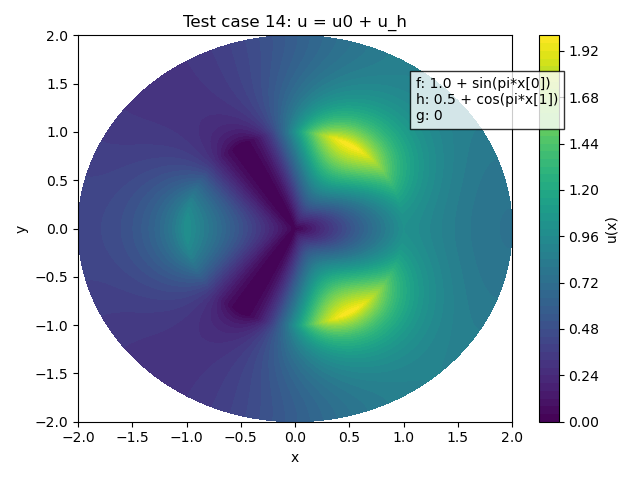 Test case 14: u = u0 + u_h
f: 1.0 + sin(pi*x[0])
h: 0.5 + cos(pi*x[1])
g: 0
2.0
1.5
1.0
0.5
0.0
−0.5
−1.0
−1.5
−2.0
y
−2.0 −1.5 −1.0 −0.5 0.0 0.5 1.0 1.5 2.0
x
1.92
1.68
1.44
1.20
0.96
0.72
0.48
0.24
0.00
u(x)